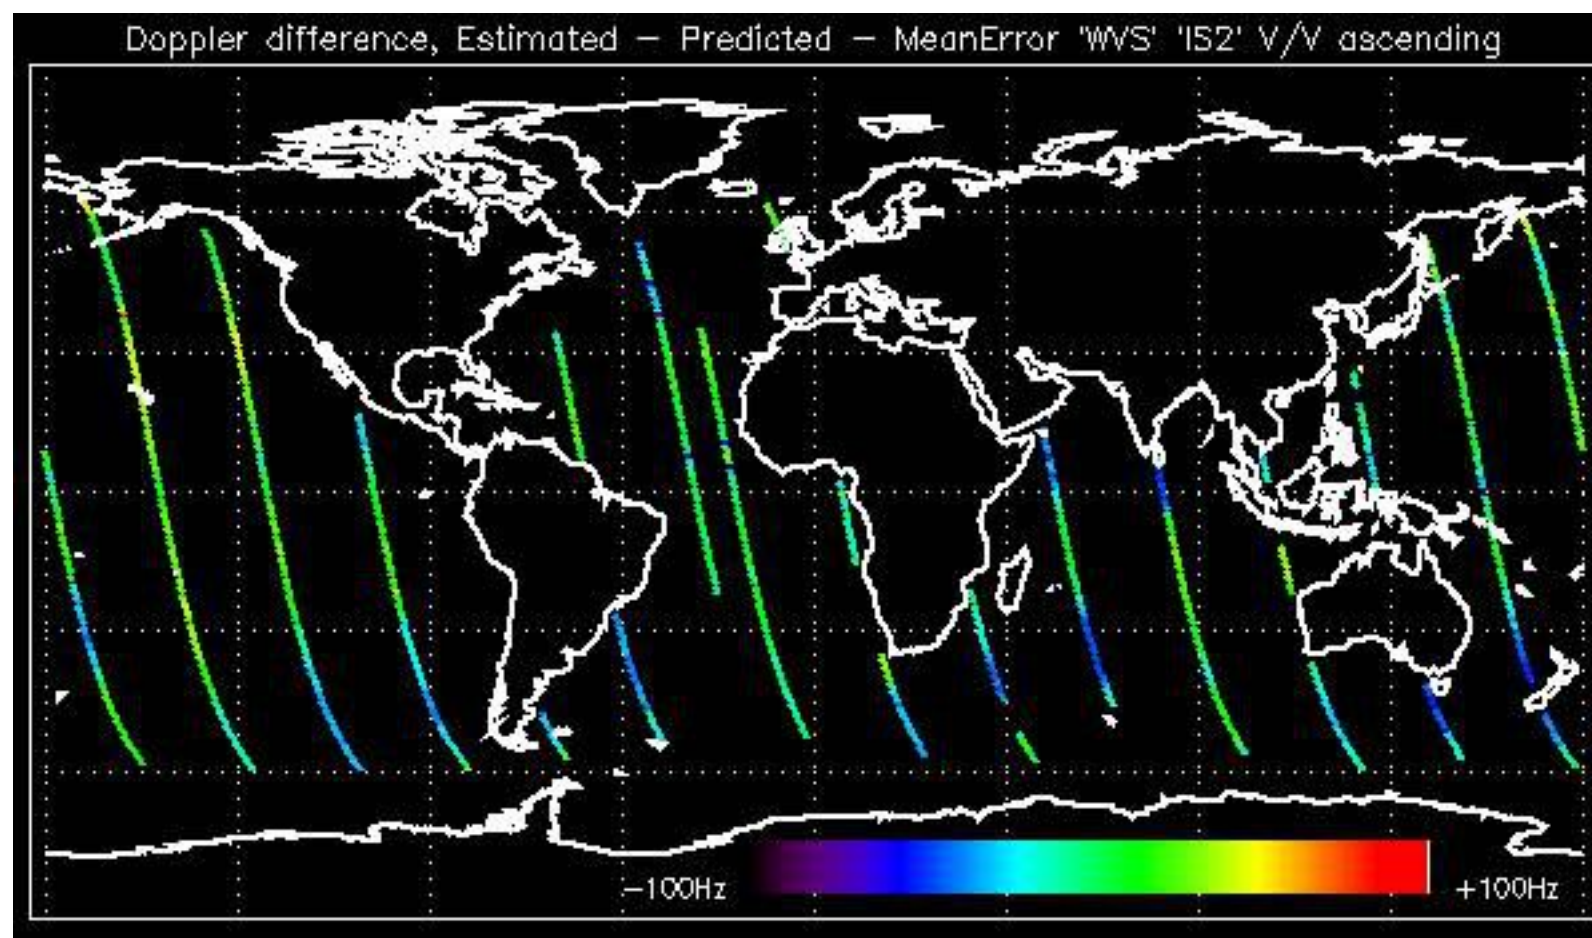 Doppler difference, Estimated – Predicted – MeanError 'WVS' 'IS2' V/V ascending
−100Hz +100Hz